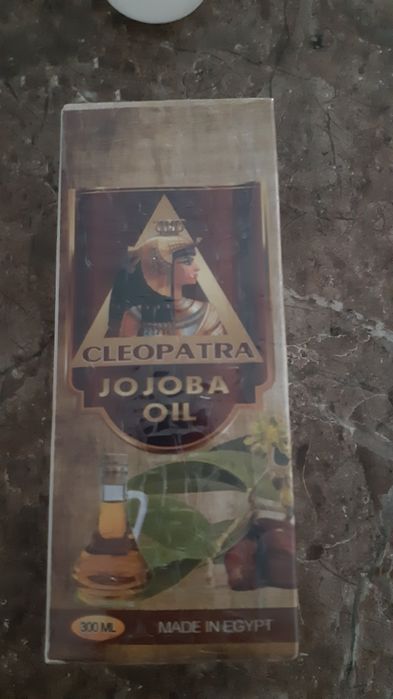 CLEOPATRA
JOJOBA
OIL
300 ML
MADE IN EGYPT